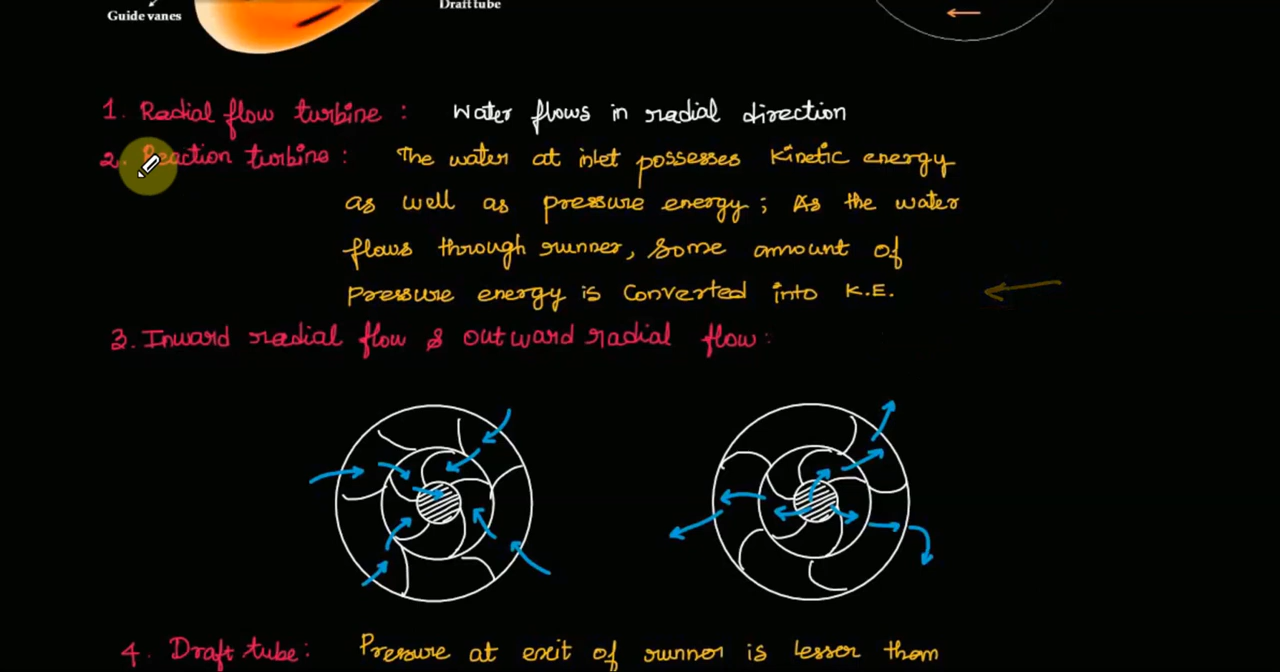 Guide vanes
Draft tube
1. Radial flow turbine : Water flows in radial direction
2. Reaction turbine : The water at inlet possesses Kinetic energy
as well as pressure energy; As the water
flows through runner, some amount of
pressure energy is converted into K.E.
3. Inward radial flow & outward radial flow:
4. Draft tube: Pressure at exit of runner is lesser them